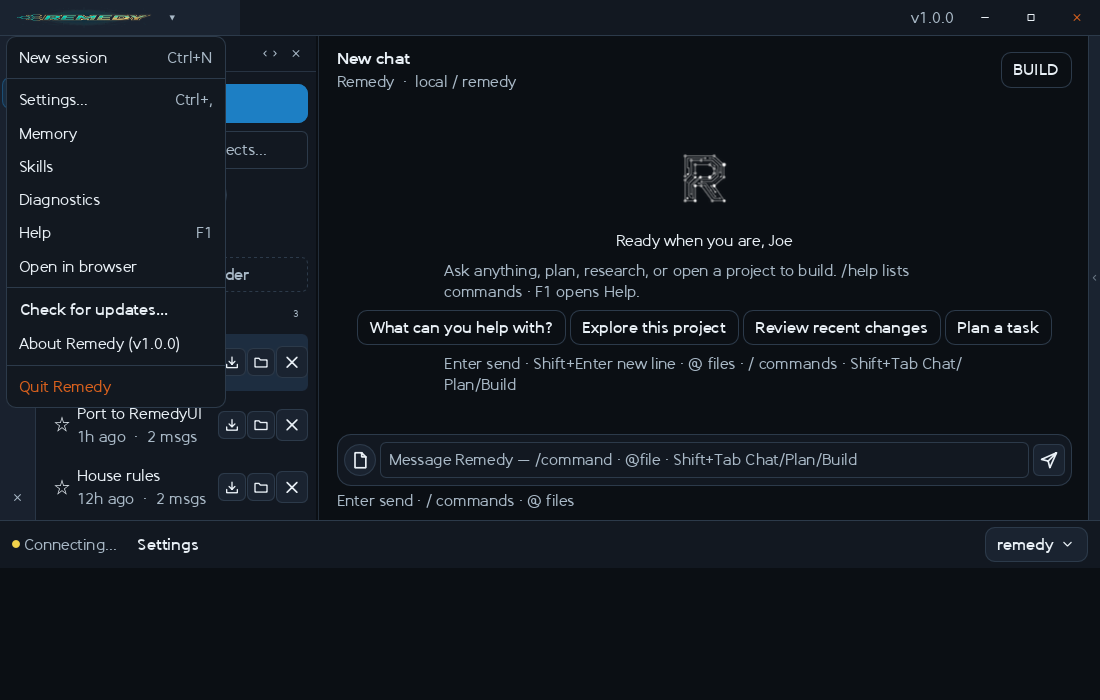 REMEDY ▾
v1.0.0
New session Ctrl+N
Settings... Ctrl+,
Memory
Skills
Diagnostics
Help F1
Open in browser
Check for updates...
About Remedy (v1.0.0)
Quit Remedy
ects...
der
3
Port to RemedyUI
1h ago · 2 msgs
House rules
12h ago · 2 msgs
New chat
Remedy · local / remedy
BUILD
Ready when you are, Joe
Ask anything, plan, research, or open a project to build. /help lists
commands · F1 opens Help.
What can you help with? Explore this project Review recent changes Plan a task
Enter send · Shift+Enter new line · @ files · / commands · Shift+Tab Chat/
Plan/Build
Message Remedy — /command · @file · Shift+Tab Chat/Plan/Build
Enter send · / commands · @ files
Connecting... Settings
remedy